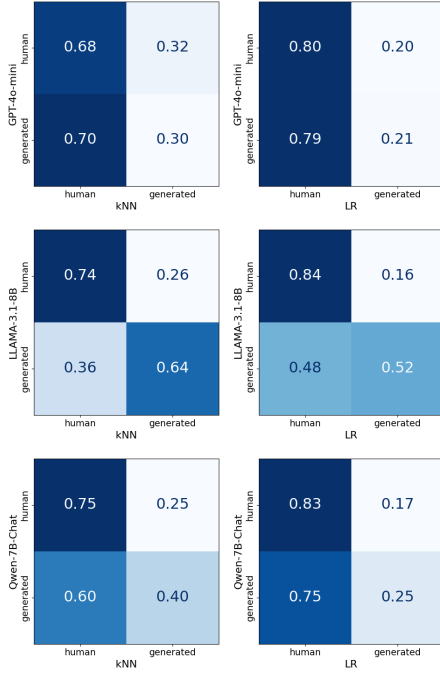 GPT-4o-mini
human
0.68 0.32
generated
0.70 0.30
human generated
kNN
GPT-4o-mini
human
0.80 0.20
generated
0.79 0.21
human generated
LR
LLAMA-3.1-8B
human
0.74 0.26
generated
0.36 0.64
human generated
kNN
LLAMA-3.1-8B
human
0.84 0.16
generated
0.48 0.52
human generated
LR
Qwen-7B-Chat
human
0.75 0.25
generated
0.60 0.40
human generated
kNN
Qwen-7B-Chat
human
0.83 0.17
generated
0.75 0.25
human generated
LR